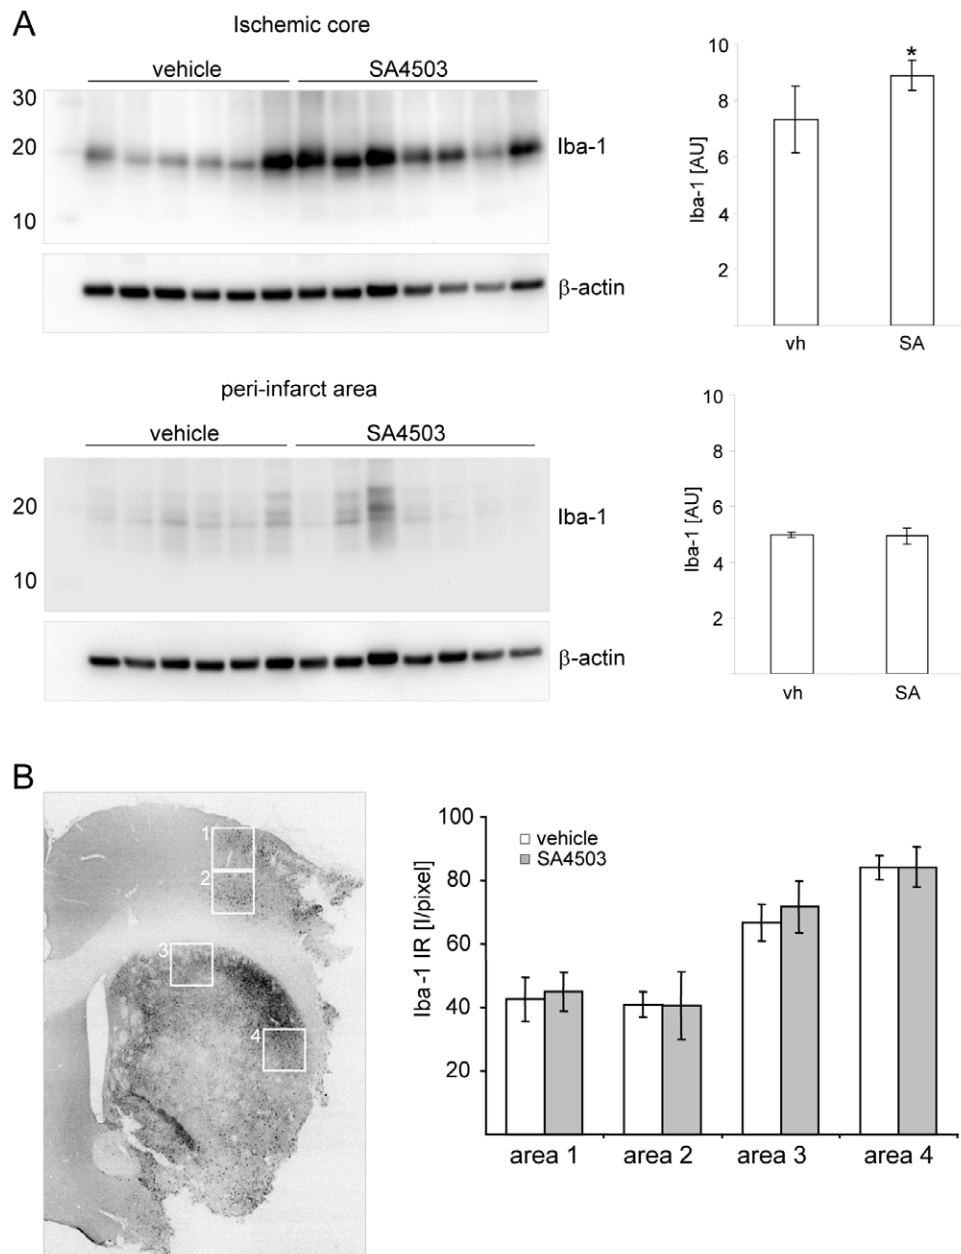 A
Ischemic core
vehicle SA4503
30
20
10
Iba-1
β-actin
10
8
6
4
2
Iba-1 [AU]
*
vh SA
peri-infarct area
vehicle SA4503
20
10
Iba-1
β-actin
10
8
6
4
2
Iba-1 [AU]
vh SA
B
1
2
3
4
100
80
60
40
20
Iba-1 IR [I/pixel]
vehicle
SA4503
area 1 area 2 area 3 area 4